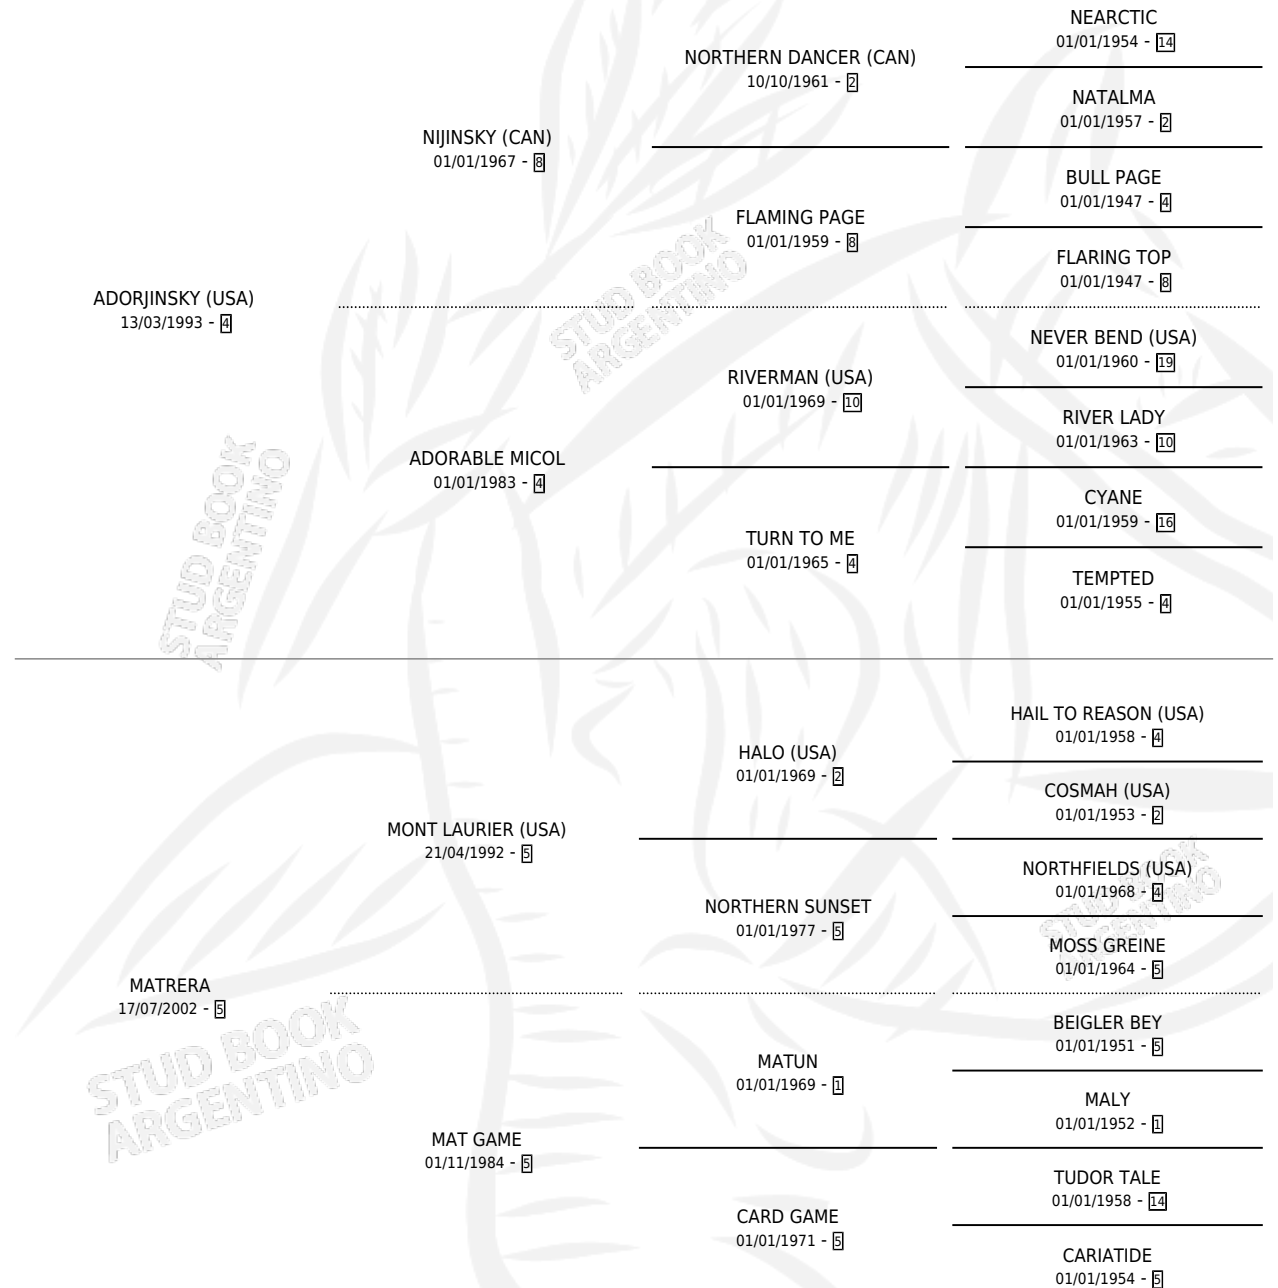 NEARCTIC
01/01/1954 - 14
NORTHERN DANCER (CAN)
10/10/1961 - 2
NATALMA
01/01/1957 - 2
NIJINSKY (CAN)
01/01/1967 - 8
BULL PAGE
01/01/1947 - 4
FLAMING PAGE
01/01/1959 - 8
FLARING TOP
01/01/1947 - 8
ADORJINSKY (USA)
13/03/1993 - 4
STUD BOOK
ARGENTINO
NEVER BEND (USA)
01/01/1960 - 19
RIVERMAN (USA)
01/01/1969 - 10
RIVER LADY
01/01/1963 - 10
ADORABLE MICOL
01/01/1983 - 4
CYANE
01/01/1959 - 16
TURN TO ME
01/01/1965 - 4
TEMPTED
01/01/1955 - 4
STUD BOOK
ARGENTINO
HAIL TO REASON (USA)
01/01/1958 - 4
HALO (USA)
01/01/1969 - 2
COSMAH (USA)
01/01/1953 - 2
MONT LAURIER (USA)
21/04/1992 - 5
NORTHFIELDS (USA)
01/01/1968 - 4
NORTHERN SUNSET
01/01/1977 - 5
STUD BOOK
ARGENTINO
MOSS GREINE
01/01/1964 - 5
MATRERA
17/07/2002 - 5
BEIGLER BEY
01/01/1951 - 5
MATUN
01/01/1969 - 1
STUD BOOK
ARGENTINO
MALY
01/01/1952 - 1
MAT GAME
01/11/1984 - 5
TUDOR TALE
01/01/1958 - 14
CARD GAME
01/01/1971 - 5
CARIATIDE
01/01/1954 - 5